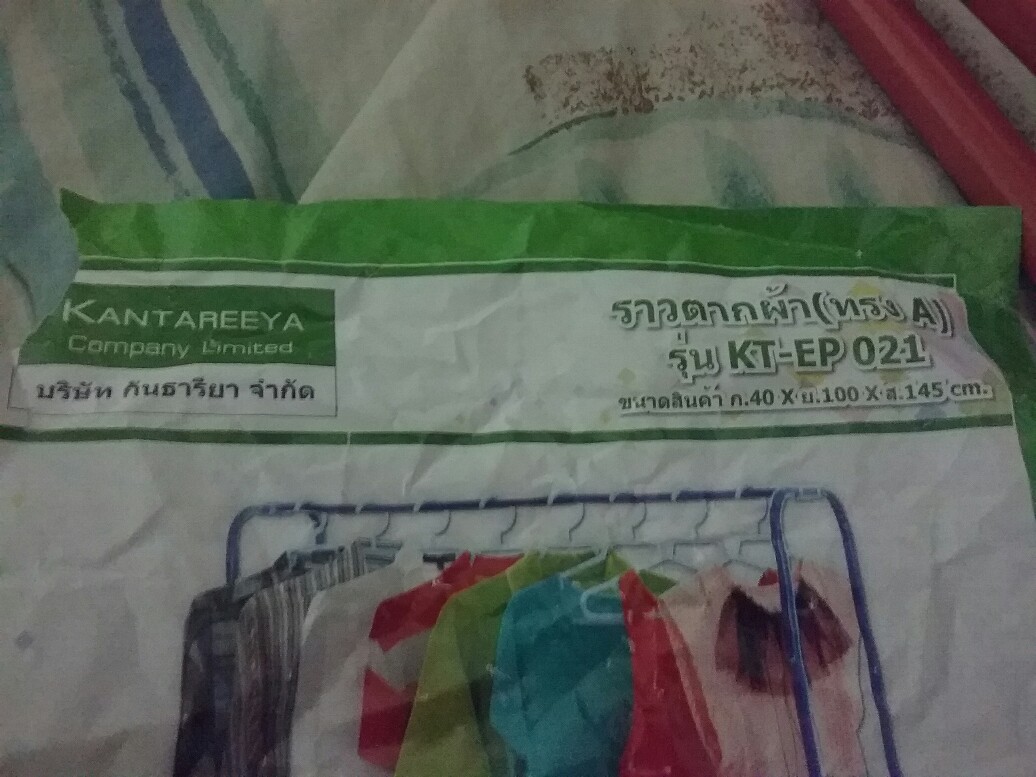 KANTAREEYA
Company Limited
บริษัท กันธารียา จำกัด
ราวตากผ้า(ทรง A)
รุ่น KT-EP 021
ขนาดสินค้า ก.40 X ย.100 X ส.145 cm.